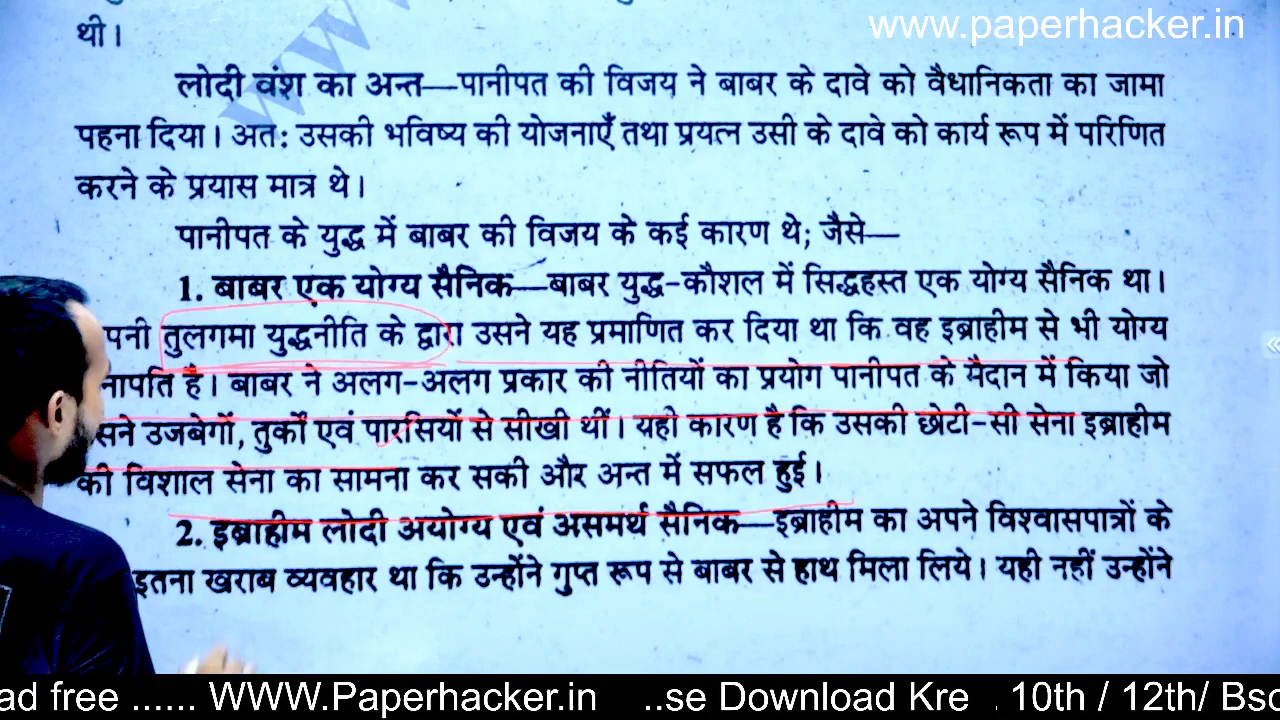 www.paperhacker.in
थी।
लोदी वंश का अन्त—पानीपत की विजय ने बाबर के दावे को वैधानिकता का जामा
पहना दिया। अतः उसकी भविष्य की योजनाएँ तथा प्रयत्न उसी के दावे को कार्य रूप में परिणित
करने के प्रयास मात्र थे।
पानीपत के युद्ध में बाबर की विजय के कई कारण थे; जैसे—
1. बाबर एक योग्य सैनिक—बाबर युद्ध-कौशल में सिद्धहस्त एक योग्य सैनिक था।
पनी तुलगमा युद्धनीति के द्वारा उसने यह प्रमाणित कर दिया था कि वह इब्राहीम से भी योग्य
नापति है। बाबर ने अलग-अलग प्रकार की नीतियों का प्रयोग पानीपत के मैदान में किया जो
सने उजबेगों, तुर्कों एवं पारसियों से सीखी थीं। यही कारण है कि उसकी छोटी-सी सेना इब्राहीम
की विशाल सेना का सामना कर सकी और अन्त में सफल हुई।
2. इब्राहीम लोदी अयोग्य एवं असमर्थ सैनिक—इब्राहीम का अपने विश्वासपात्रों के
इतना खराब व्यवहार था कि उन्होंने गुप्त रूप से बाबर से हाथ मिला लिये। यही नहीं उन्होंने
ad free ...... WWW.Paperhacker.in ..se Download Kre . 10th / 12th/ Bsc